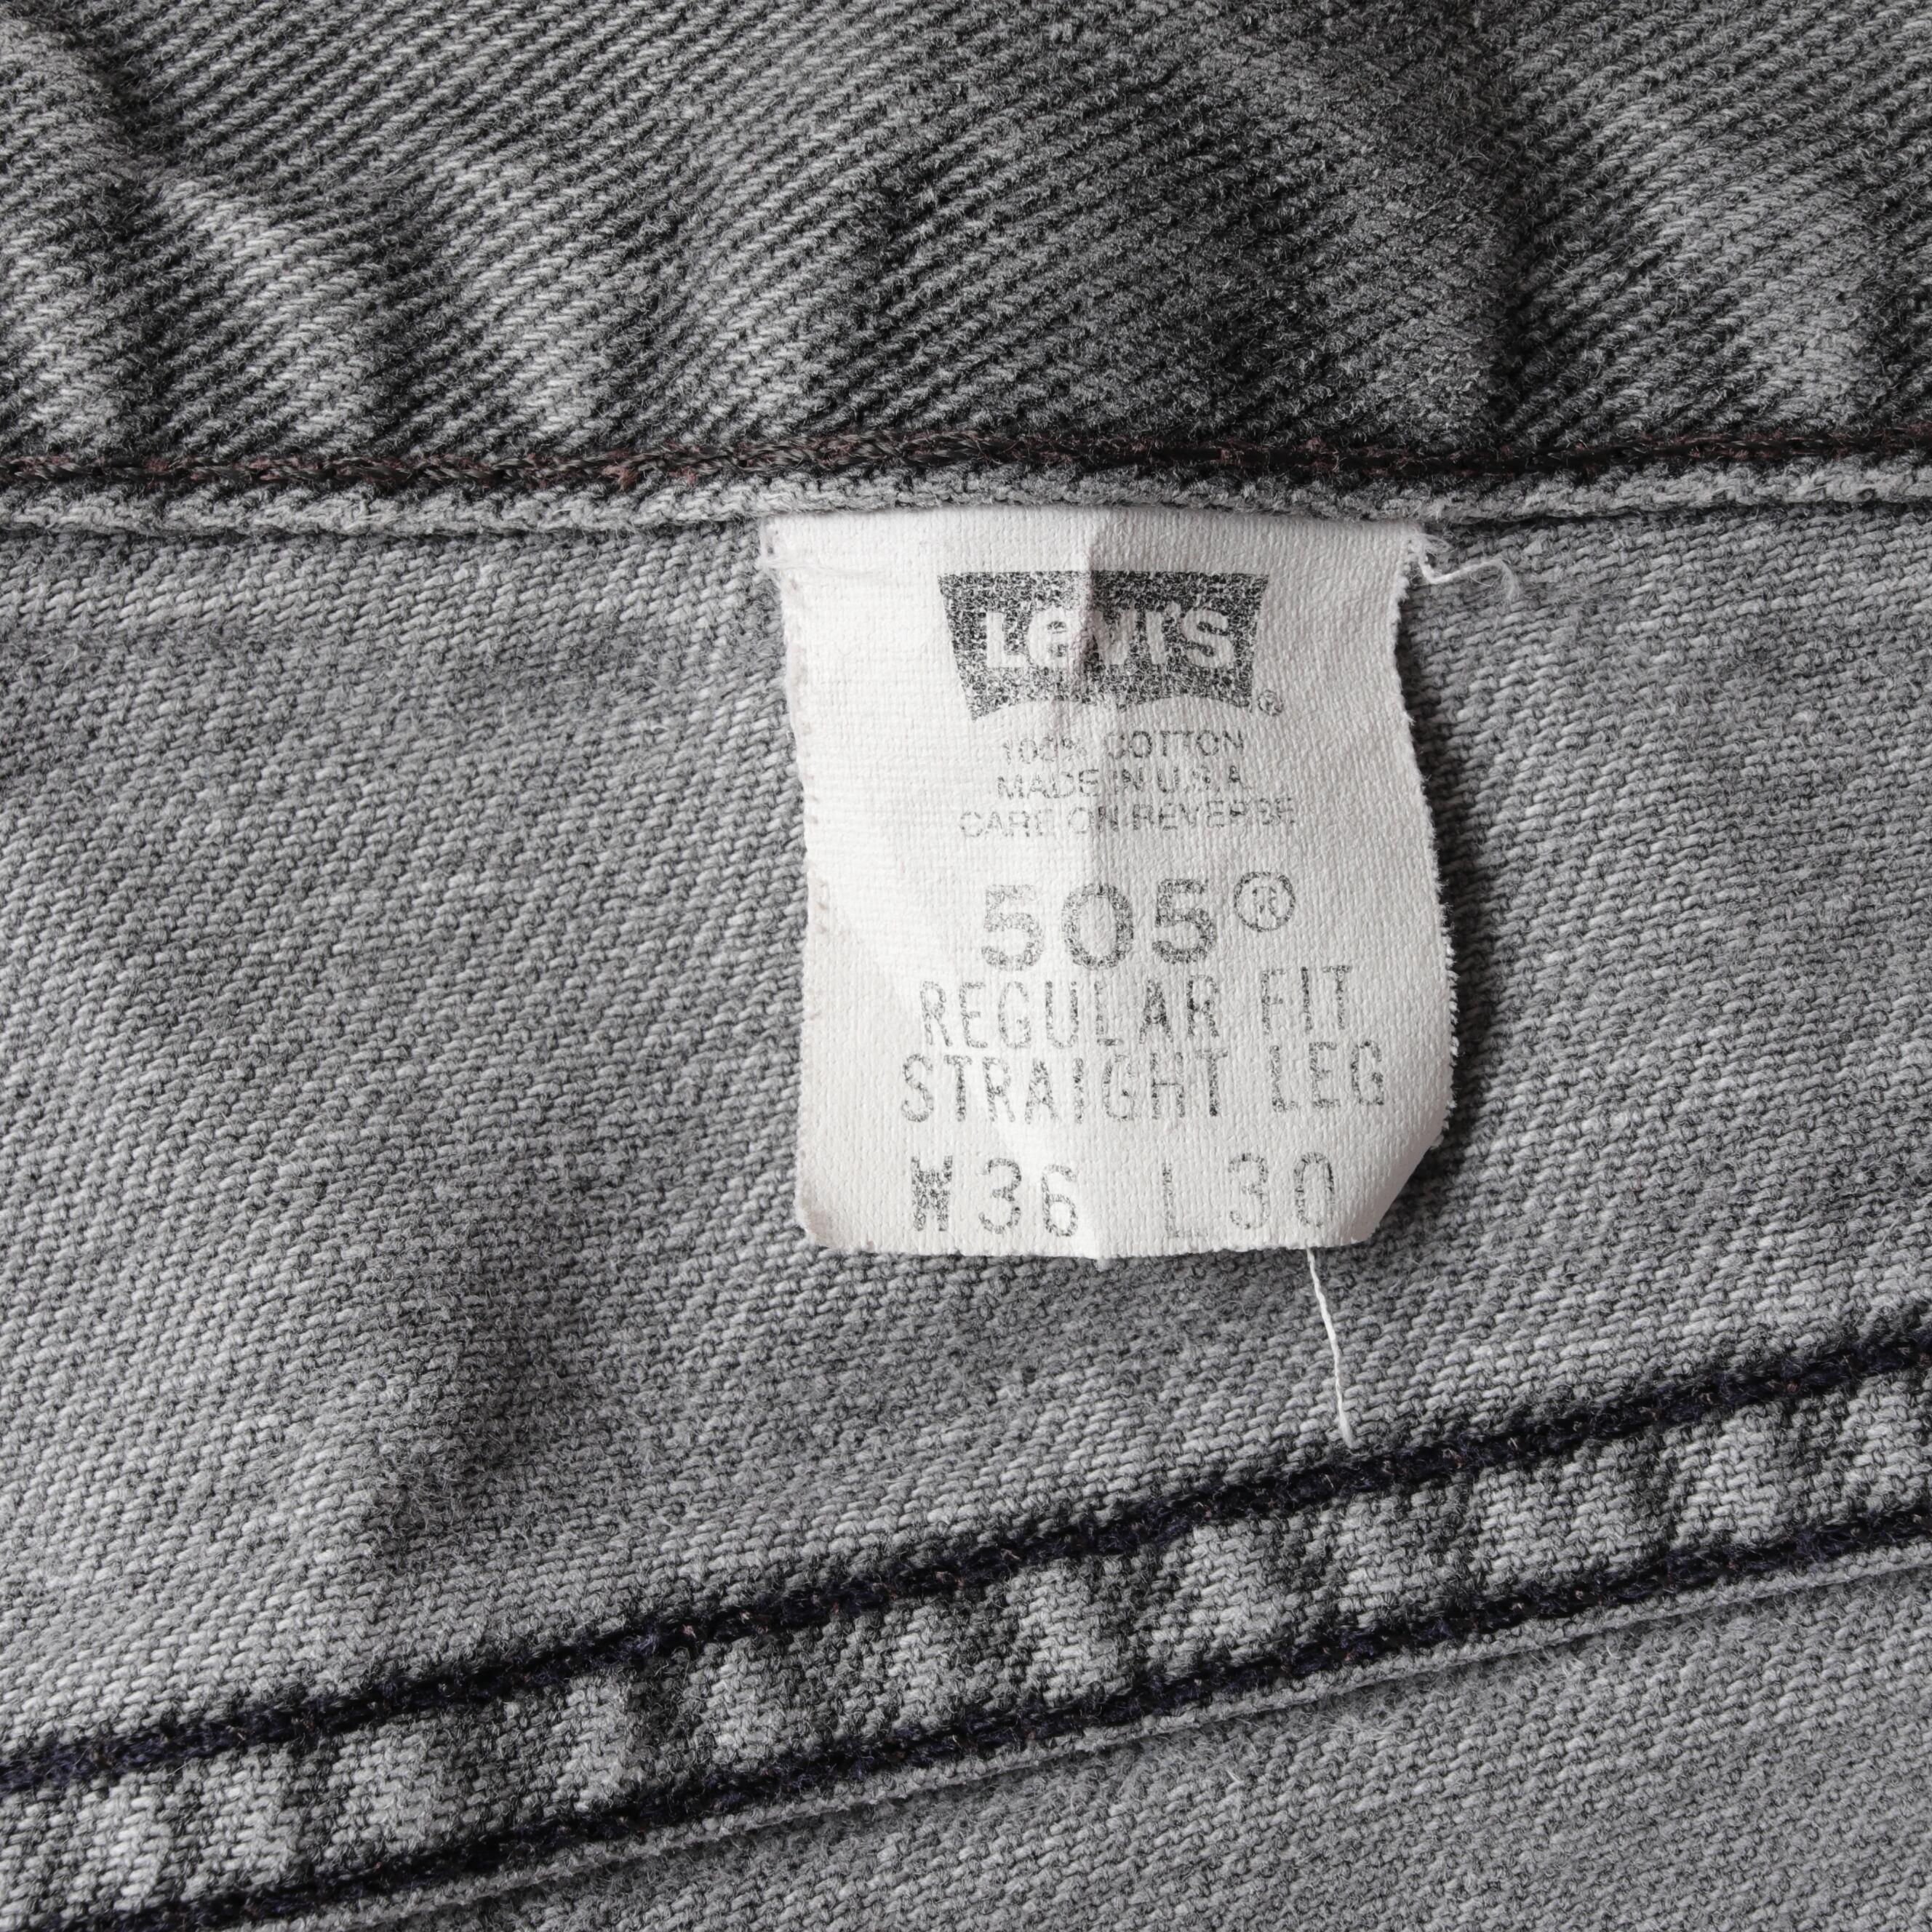 Levi's®
100% COTTON
MADE IN U.S.A.
CARE ON REVERSE
505®
REGULAR FIT
STRAIGHT LEG
W36 L30